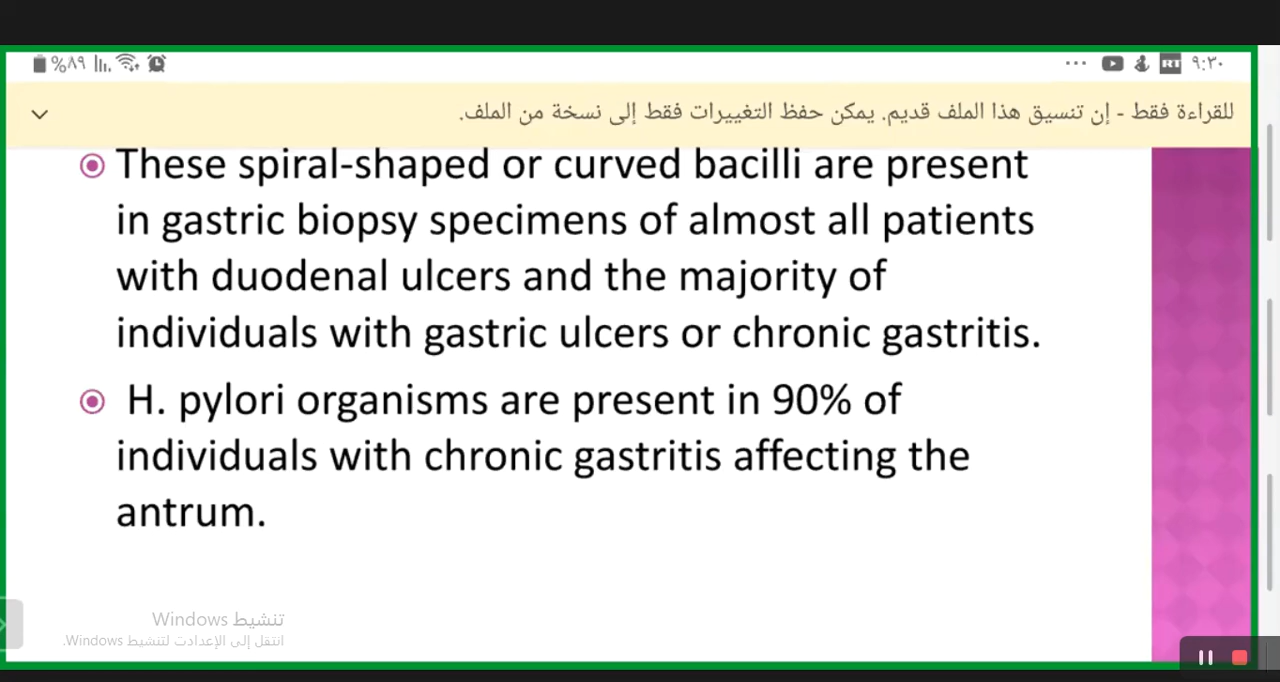 %٨٩
RT ٩:٣٠
للقراءة فقط - إن تنسيق هذا الملف قديم. يمكن حفظ التغييرات فقط إلى نسخة من الملف.
These spiral-shaped or curved bacilli are present
in gastric biopsy specimens of almost all patients
with duodenal ulcers and the majority of
individuals with gastric ulcers or chronic gastritis.
H. pylori organisms are present in 90% of
individuals with chronic gastritis affecting the
antrum.
تنشيط Windows
انتقل إلى الإعدادت لتنشيط Windows.